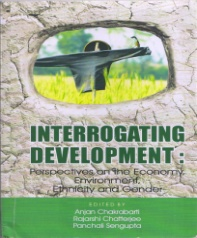 INTERROGATING
DEVELOPMENT :
Perspectives on the Economy,
Environment,
Ethnicity and Gender
EDITED BY
Anjan Chakrabarti
Rajarshi Chatterjee
Panchali Sengupta